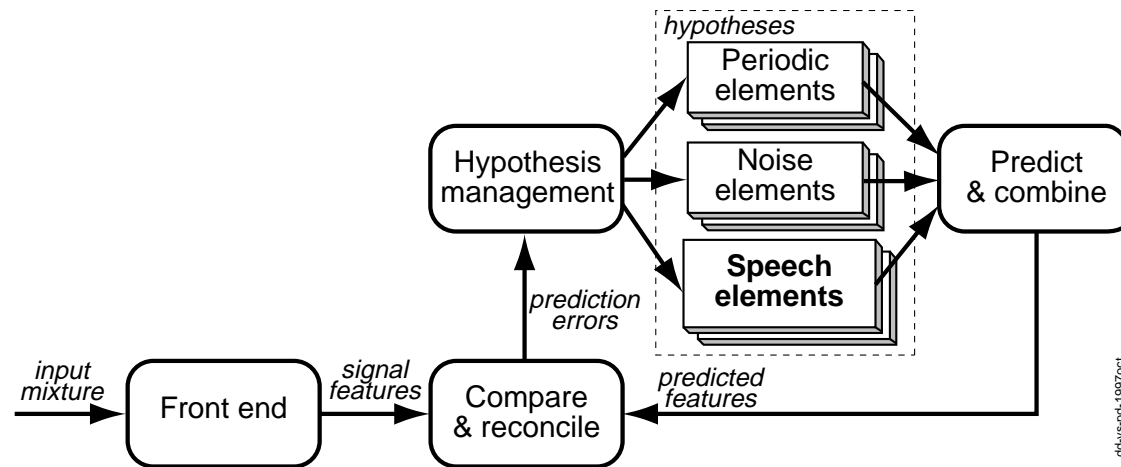 hypotheses
Periodic
elements
Hypothesis
management
Noise
elements
Predict
& combine
Speech
elements
prediction
errors
input
mixture
Front end
signal
features
Compare
& reconcile
predicted
features